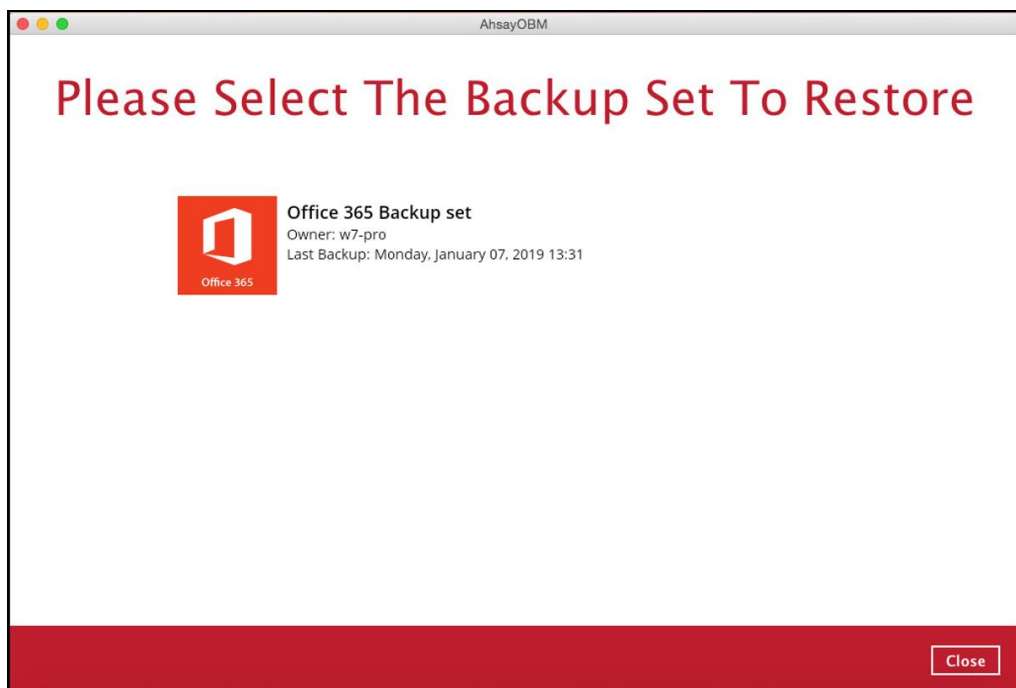 AhsayOBM
Please Select The Backup Set To Restore
Office 365 Backup set
Owner: w7-pro
Last Backup: Monday, January 07, 2019 13:31
Office 365
Close